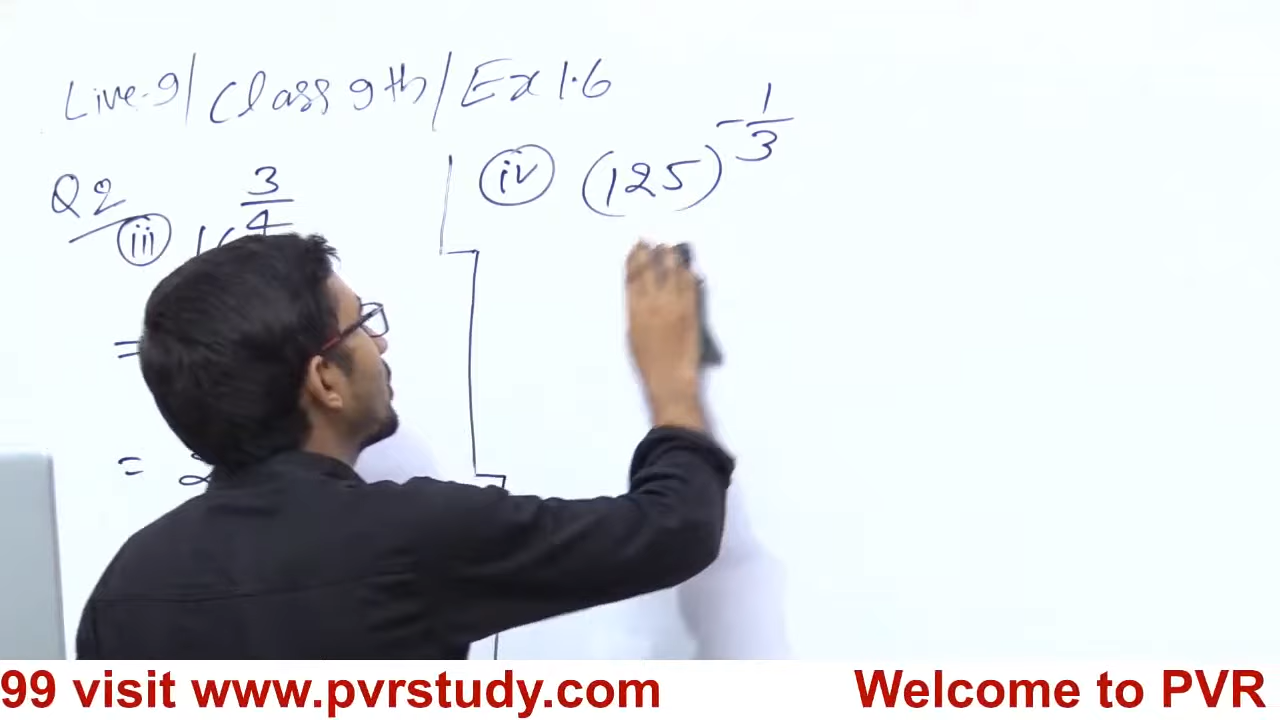 Live-9/ Class 9th/ Ex 1.6
Q2
(iii) 3/4
=
= 2
(iv) (125)^-1/3
99 visit www.pvrstudy.com
Welcome to PVR